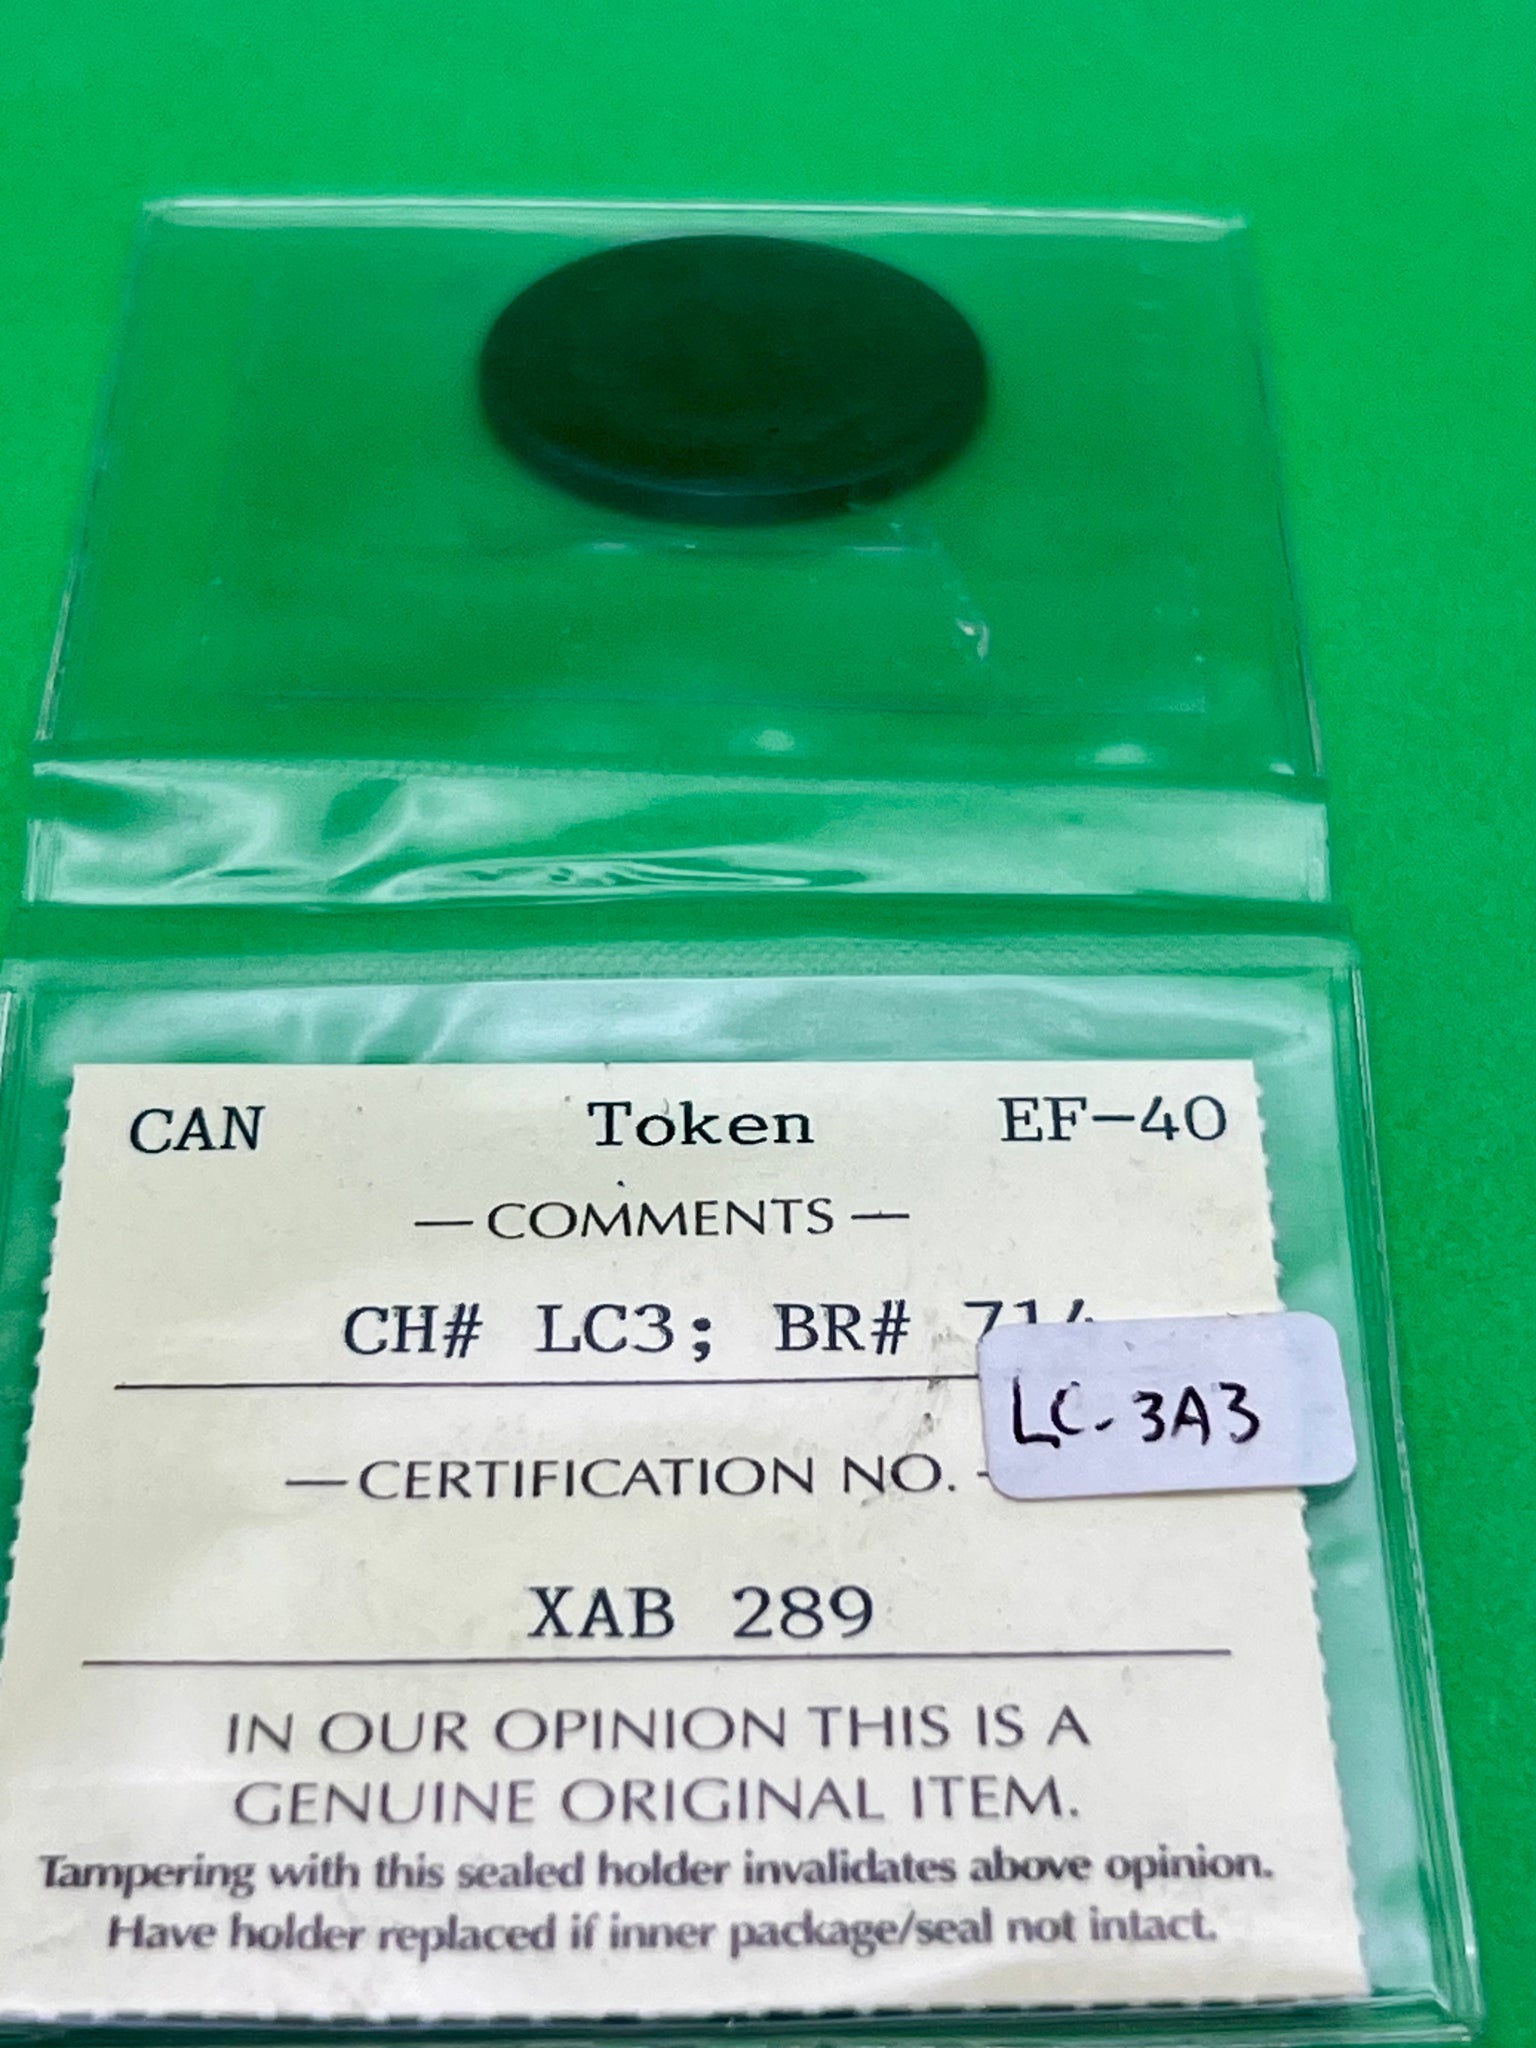 CAN Token EF-40
— COMMENTS —
CH# LC3; BR# 714
LC-3A3
— CERTIFICATION NO. -
XAB 289
IN OUR OPINION THIS IS A
GENUINE ORIGINAL ITEM.
Tampering with this sealed holder invalidates above opinion.
Have holder replaced if inner package/seal not intact.